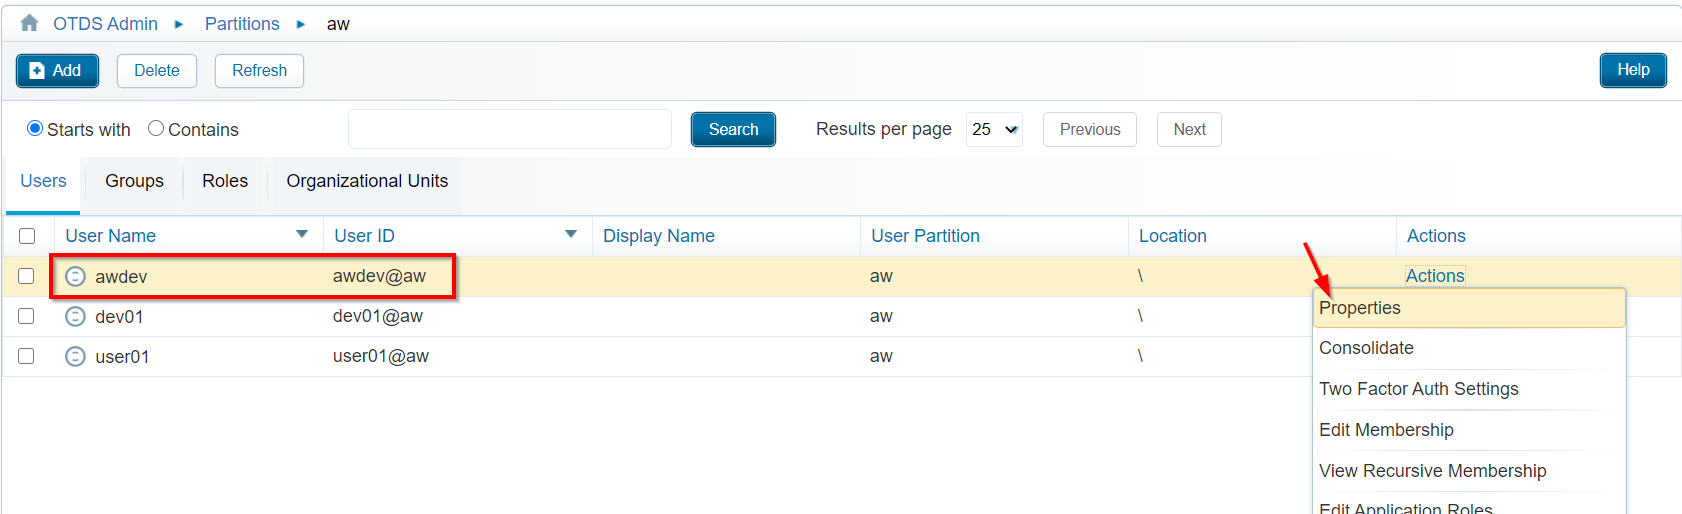 OTDS Admin ▸ Partitions ▸ aw
Add Delete Refresh Help
Starts with Contains Search Results per page 25 Previous Next
Users Groups Roles Organizational Units
User Name User ID Display Name User Partition Location Actions
awdev awdev@aw aw \ Actions
Properties
dev01 dev01@aw aw \
Consolidate
user01 user01@aw aw \
Two Factor Auth Settings
Edit Membership
View Recursive Membership
Edit Application Roles